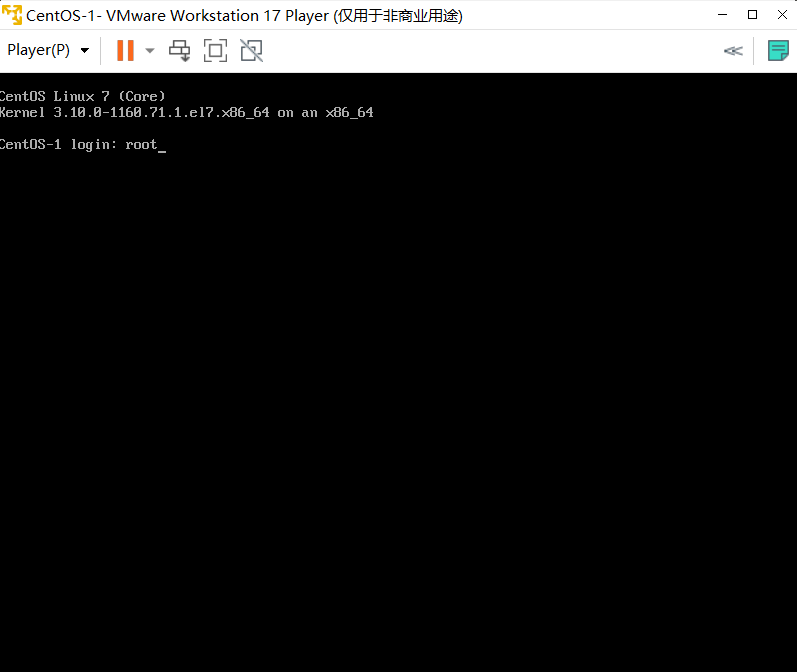 CentOS-1- VMware Workstation 17 Player (仅用于非商业用途)
Player(P)
CentOS Linux 7 (Core)
Kernel 3.10.0-1160.71.1.el7.x86_64 on an x86_64
CentOS-1 login: root_